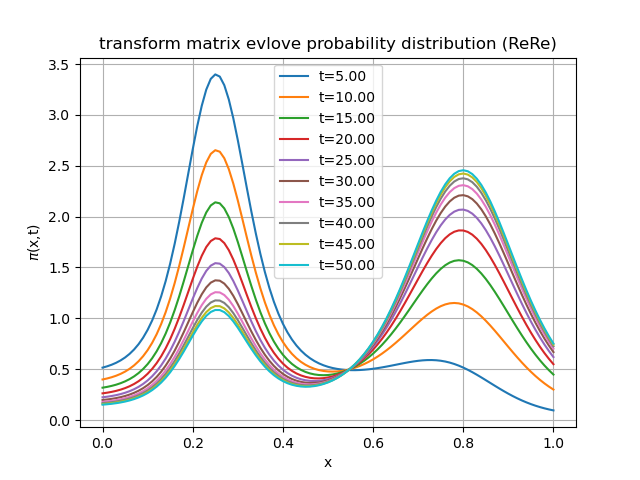 transform matrix evlove probability distribution (ReRe)
π(x,t)
3.5
3.0
2.5
2.0
1.5
1.0
0.5
0.0
t=5.00
t=10.00
t=15.00
t=20.00
t=25.00
t=30.00
t=35.00
t=40.00
t=45.00
t=50.00
0.0 0.2 0.4 0.6 0.8 1.0
x